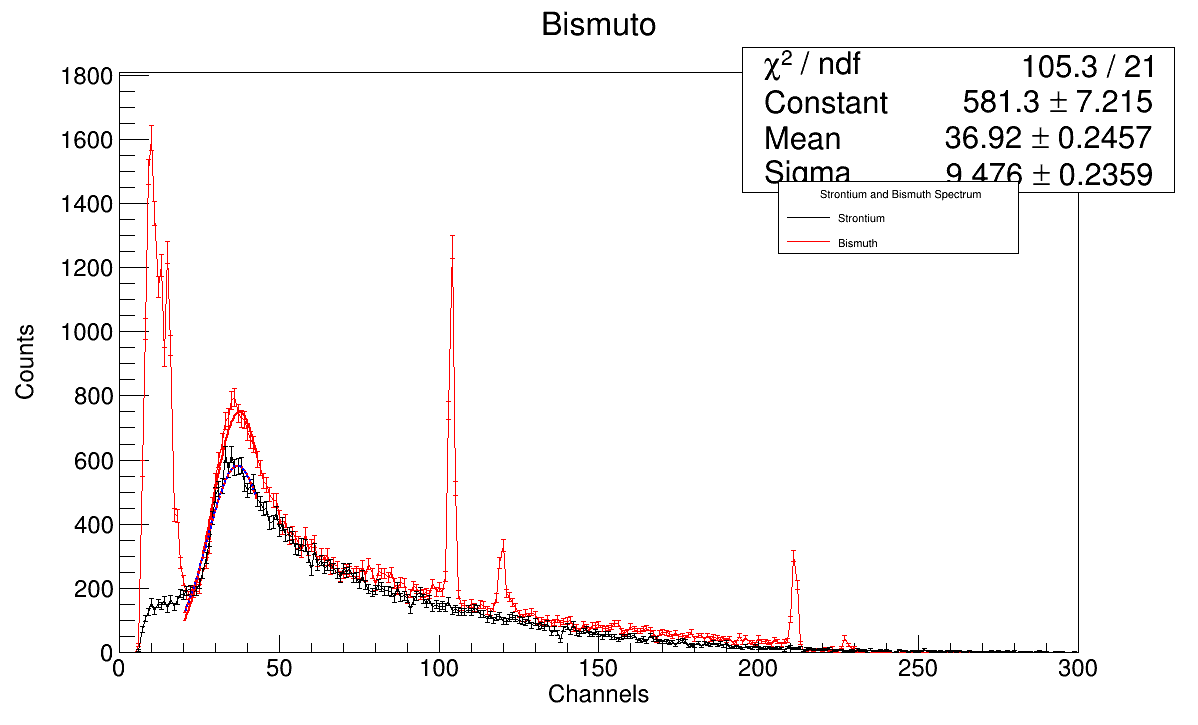 Bismuto
χ² / ndf 105.3 / 21
Constant 581.3 ± 7.215
Mean 36.92 ± 0.2457
Sigma 9.476 ± 0.2359
Strontium and Bismuth Spectrum
Strontium
Bismuth
1800
1600
1400
1200
1000
800
600
400
200
0
Counts
0 50 100 150 200 250 300
Channels